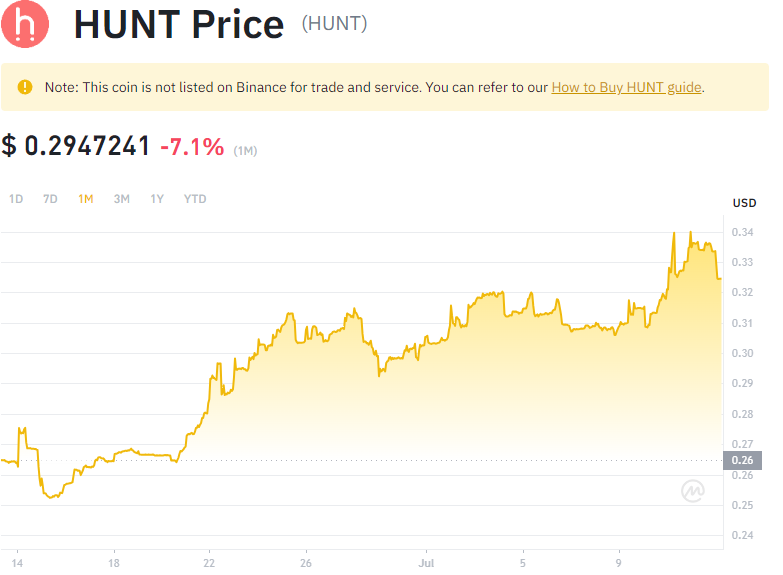 HUNT Price (HUNT)
Note: This coin is not listed on Binance for trade and service. You can refer to our How to Buy HUNT guide.
$ 0.2947241 -7.1% (1M)
1D 7D 1M 3M 1Y YTD
USD
0.34
0.33
0.32
0.31
0.30
0.29
0.28
0.27
0.26
0.26
0.25
0.24
14 18 22 26 Jul 5 9